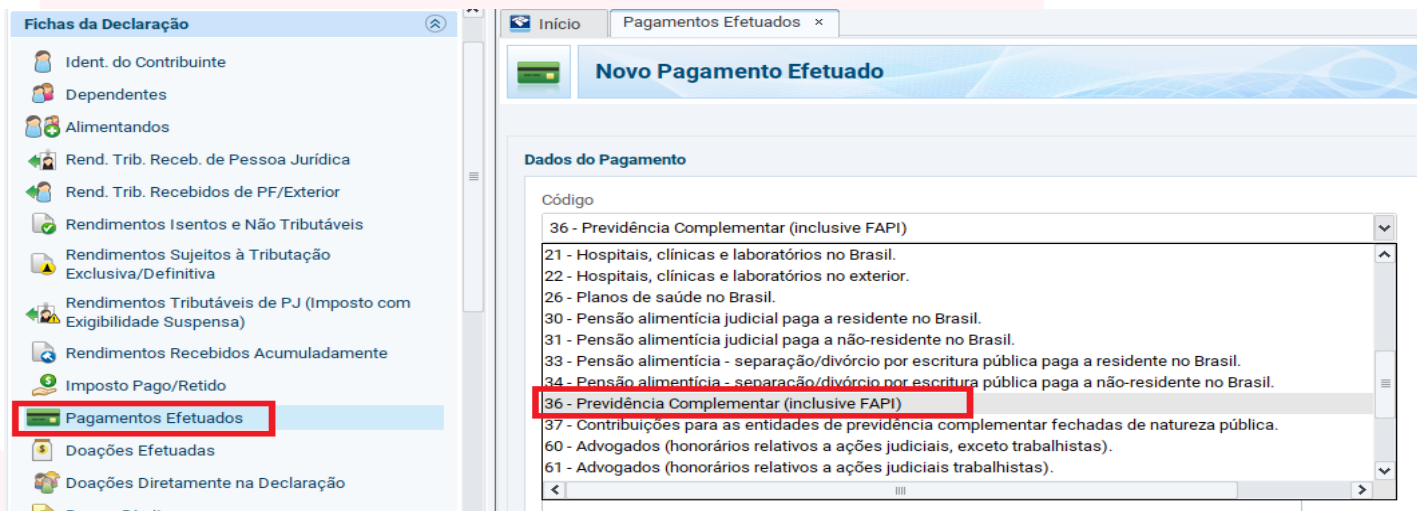 Fichas da Declaração
Ident. do Contribuinte
Dependentes
Alimentandos
Rend. Trib. Receb. de Pessoa Jurídica
Rend. Trib. Recebidos de PF/Exterior
Rendimentos Isentos e Não Tributáveis
Rendimentos Sujeitos à Tributação
Exclusiva/Definitiva
Rendimentos Tributáveis de PJ (Imposto com
Exigibilidade Suspensa)
Rendimentos Recebidos Acumuladamente
Imposto Pago/Retido
Pagamentos Efetuados
Doações Efetuadas
Doações Diretamente na Declaração
Início
Pagamentos Efetuados ×
Novo Pagamento Efetuado
Dados do Pagamento
Código
36 - Previdência Complementar (inclusive FAPI)
21 - Hospitais, clínicas e laboratórios no Brasil.
22 - Hospitais, clínicas e laboratórios no exterior.
26 - Planos de saúde no Brasil.
30 - Pensão alimentícia judicial paga a residente no Brasil.
31 - Pensão alimentícia judicial paga a não-residente no Brasil.
33 - Pensão alimentícia - separação/divórcio por escritura pública paga a residente no Brasil.
34 - Pensão alimentícia - separação/divórcio por escritura pública paga a não-residente no Brasil.
36 - Previdência Complementar (inclusive FAPI)
37 - Contribuições para as entidades de previdência complementar fechadas de natureza pública.
60 - Advogados (honorários relativos a ações judiciais, exceto trabalhistas).
61 - Advogados (honorários relativos a ações judiciais trabalhistas).